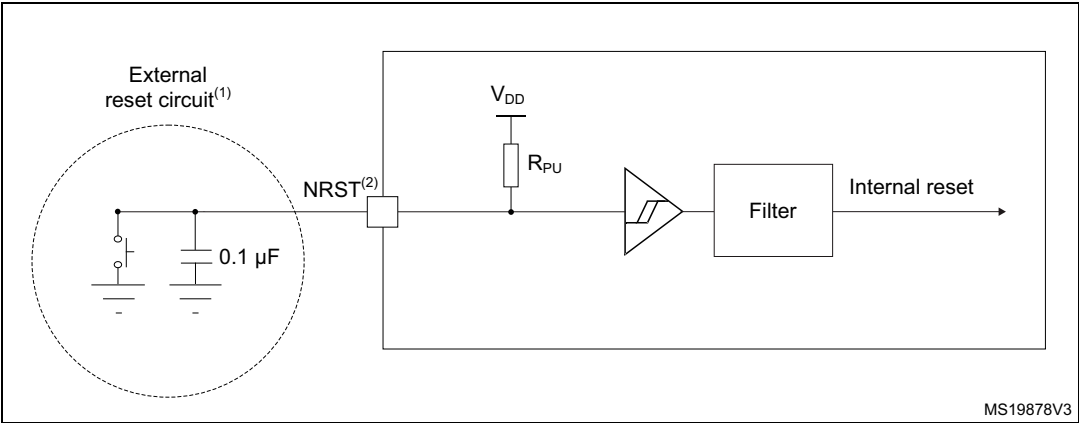 External
reset circuit(1)
VDD
RPU
NRST(2)
Internal reset
Filter
0.1 µF
MS19878V3